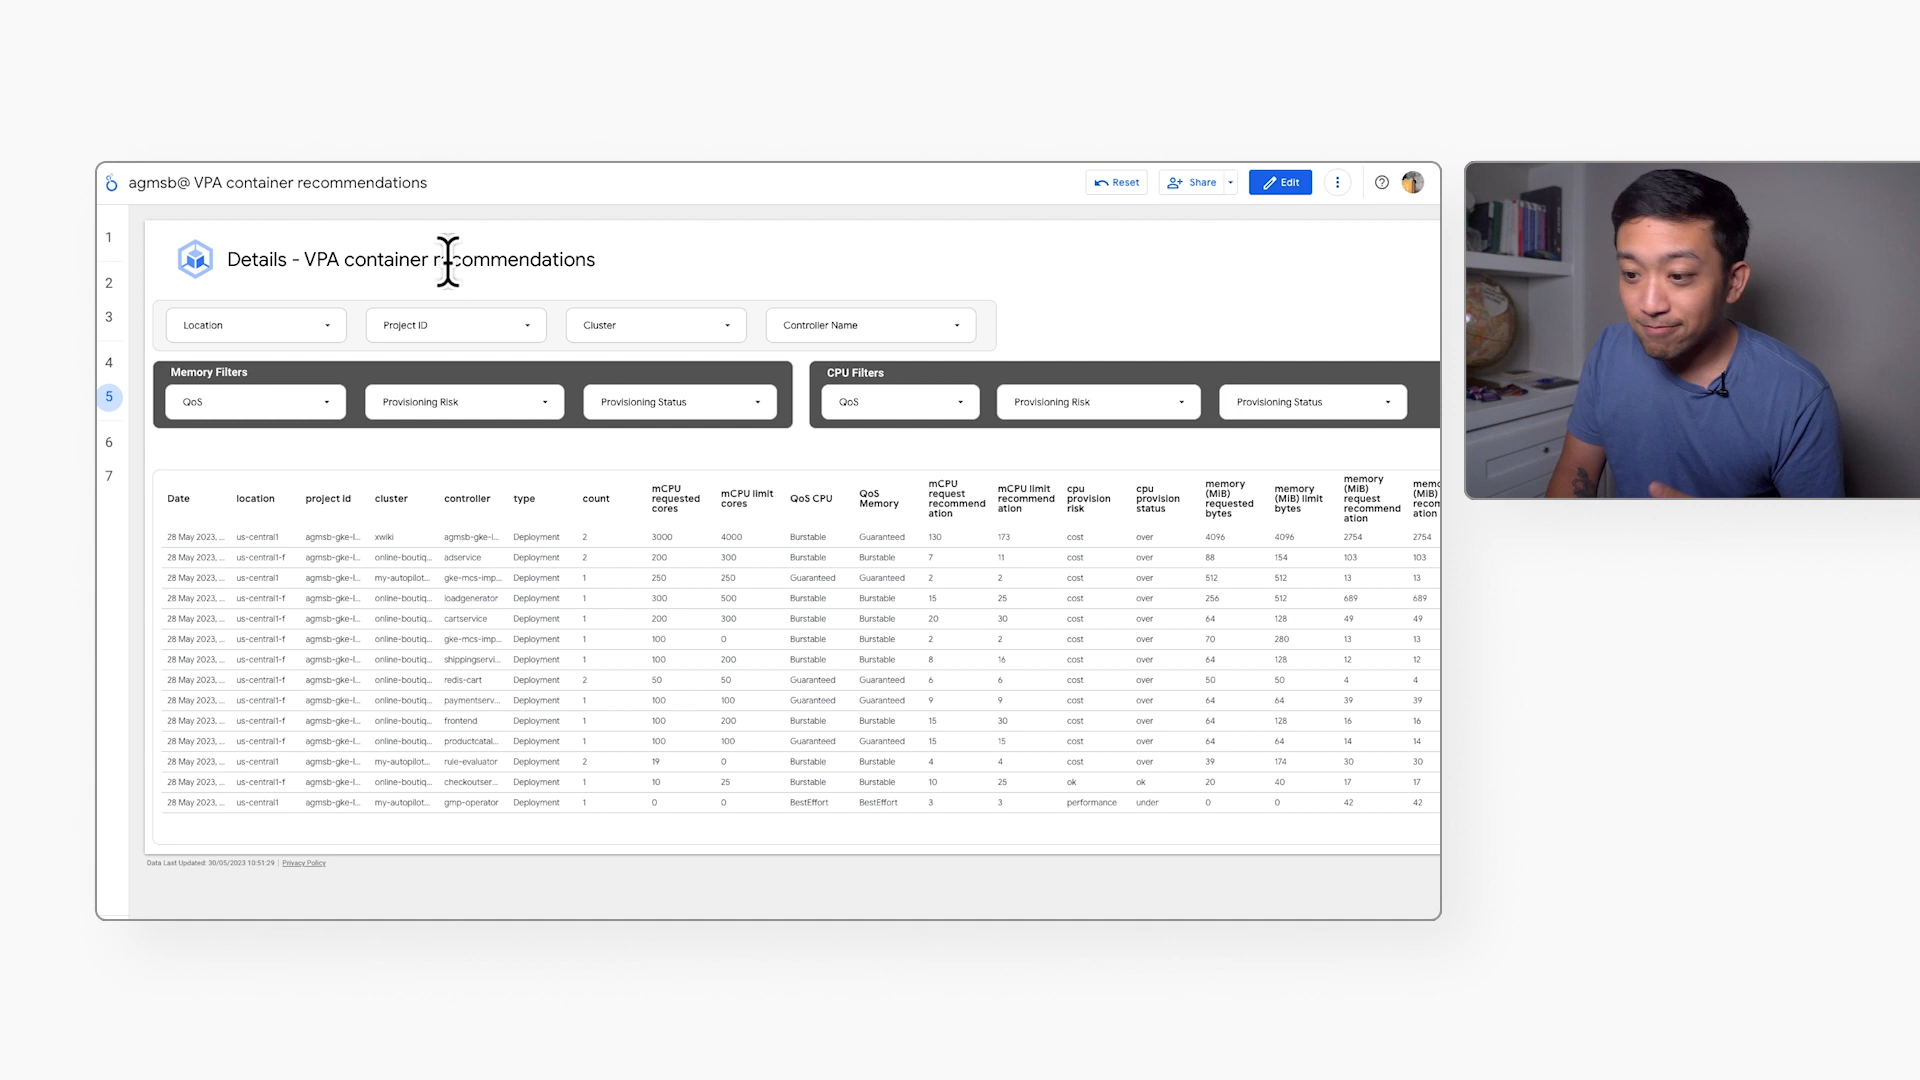 agmsb@ VPA container recommendations
Reset
Share
Edit
1
2
3
4
5
6
7
Details - VPA container recommendations
Location
Project ID
Cluster
Controller Name
Memory Filters
QoS
Provisioning Risk
Provisioning Status
CPU Filters
QoS
Provisioning Risk
Provisioning Status
Date location project id cluster controller type count mCPU requested cores mCPU limit cores QoS CPU QoS Memory mCPU request recommend ation mCPU limit recommend ation cpu provision risk cpu provision status memory (MiB) requested bytes memory (MiB) limit bytes memory (MiB) request recommend ation memo (MiB) recom ation
28 May 2023, ... us-central1 agmsb-gke-l... xwiki agmsb-gke-l... Deployment 2 3000 4000 Burstable Guaranteed 130 173 cost over 4096 4096 2754 2754
28 May 2023, ... us-central1-f agmsb-gke-l... online-boutiq... adservice Deployment 2 200 300 Burstable Burstable 7 11 cost over 88 154 103 103
28 May 2023, ... us-central1 agmsb-gke-l... my-autopilot... gke-mcs-imp... Deployment 1 250 250 Guaranteed Guaranteed 2 2 cost over 512 512 13 13
28 May 2023, ... us-central1-f agmsb-gke-l... online-boutiq... loadgenerator Deployment 1 300 500 Burstable Burstable 15 25 cost over 256 512 689 689
28 May 2023, ... us-central1-f agmsb-gke-l... online-boutiq... cartservice Deployment 1 200 300 Burstable Burstable 20 30 cost over 64 128 49 49
28 May 2023, ... us-central1-f agmsb-gke-l... online-boutiq... gke-mcs-imp... Deployment 1 100 0 Burstable Burstable 2 2 cost over 70 280 13 13
28 May 2023, ... us-central1-f agmsb-gke-l... online-boutiq... shippingservi... Deployment 1 100 200 Burstable Burstable 8 16 cost over 64 128 12 12
28 May 2023, ... us-central1-f agmsb-gke-l... online-boutiq... redis-cart Deployment 2 50 50 Guaranteed Guaranteed 6 6 cost over 50 50 4 4
28 May 2023, ... us-central1-f agmsb-gke-l... online-boutiq... paymentserv... Deployment 1 100 100 Guaranteed Guaranteed 9 9 cost over 64 64 39 39
28 May 2023, ... us-central1-f agmsb-gke-l... online-boutiq... frontend Deployment 1 100 200 Burstable Burstable 15 30 cost over 64 128 16 16
28 May 2023, ... us-central1-f agmsb-gke-l... online-boutiq... productcatal... Deployment 1 100 100 Guaranteed Guaranteed 15 15 cost over 64 64 14 14
28 May 2023, ... us-central1 agmsb-gke-l... my-autopilot... rule-evaluator Deployment 2 19 0 Burstable Burstable 4 4 cost over 39 174 30 30
28 May 2023, ... us-central1-f agmsb-gke-l... online-boutiq... checkoutser... Deployment 1 10 25 Burstable Burstable 10 25 ok ok 20 40 17 17
28 May 2023, ... us-central1 agmsb-gke-l... my-autopilot... gmp-operator Deployment 1 0 0 BestEffort BestEffort 3 3 performance under 0 0 42 42
Data Last Updated: 30/05/2023 10:51:29 | Privacy Policy